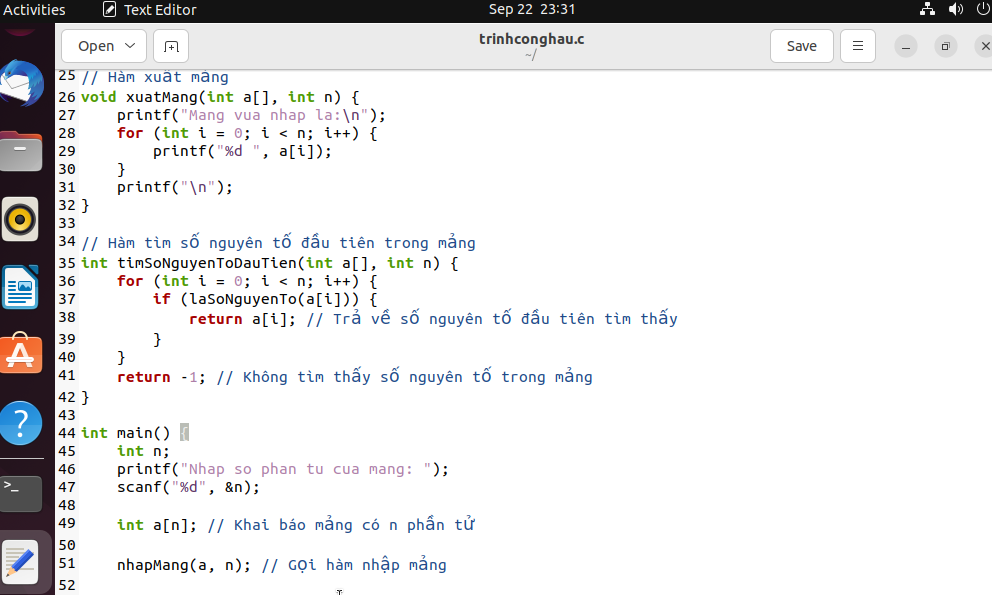 Activities Text Editor Sep 22 23:31
Open trinhconghau.c Save
~/
25 // Hàm xuất mảng
26 void xuatMang(int a[], int n) {
27     printf("Mang vua nhap la:\n");
28     for (int i = 0; i < n; i++) {
29         printf("%d ", a[i]);
30     }
31     printf("\n");
32 }
33
34 // Hàm tìm số nguyên tố đầu tiên trong mảng
35 int timSoNguyenToDauTien(int a[], int n) {
36     for (int i = 0; i < n; i++) {
37         if (laSoNguyenTo(a[i])) {
38             return a[i]; // Trả về số nguyên tố đầu tiên tìm thấy
39         }
40     }
41     return -1; // Không tìm thấy số nguyên tố trong mảng
42 }
43
44 int main() {
45     int n;
46     printf("Nhap so phan tu cua mang: ");
47     scanf("%d", &n);
48
49     int a[n]; // Khai báo mảng có n phần tử
50
51     nhapMang(a, n); // Gọi hàm nhập mảng
52